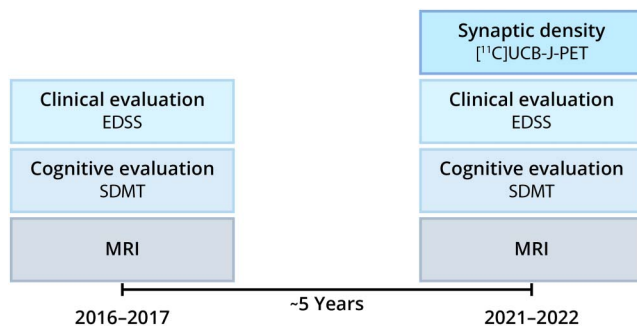 Synaptic density
[¹¹C]UCB-J-PET
Clinical evaluation
EDSS
Clinical evaluation
EDSS
Cognitive evaluation
SDMT
Cognitive evaluation
SDMT
MRI
MRI
~5 Years
2016–2017
2021–2022